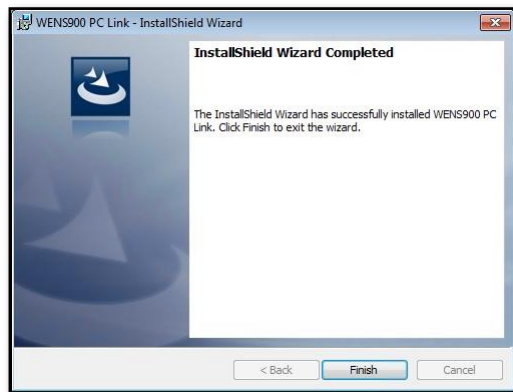 WENS900 PC Link - InstallShield Wizard
InstallShield Wizard Completed
The InstallShield Wizard has successfully installed WENS900 PC
Link. Click Finish to exit the wizard.
< Back
Finish
Cancel